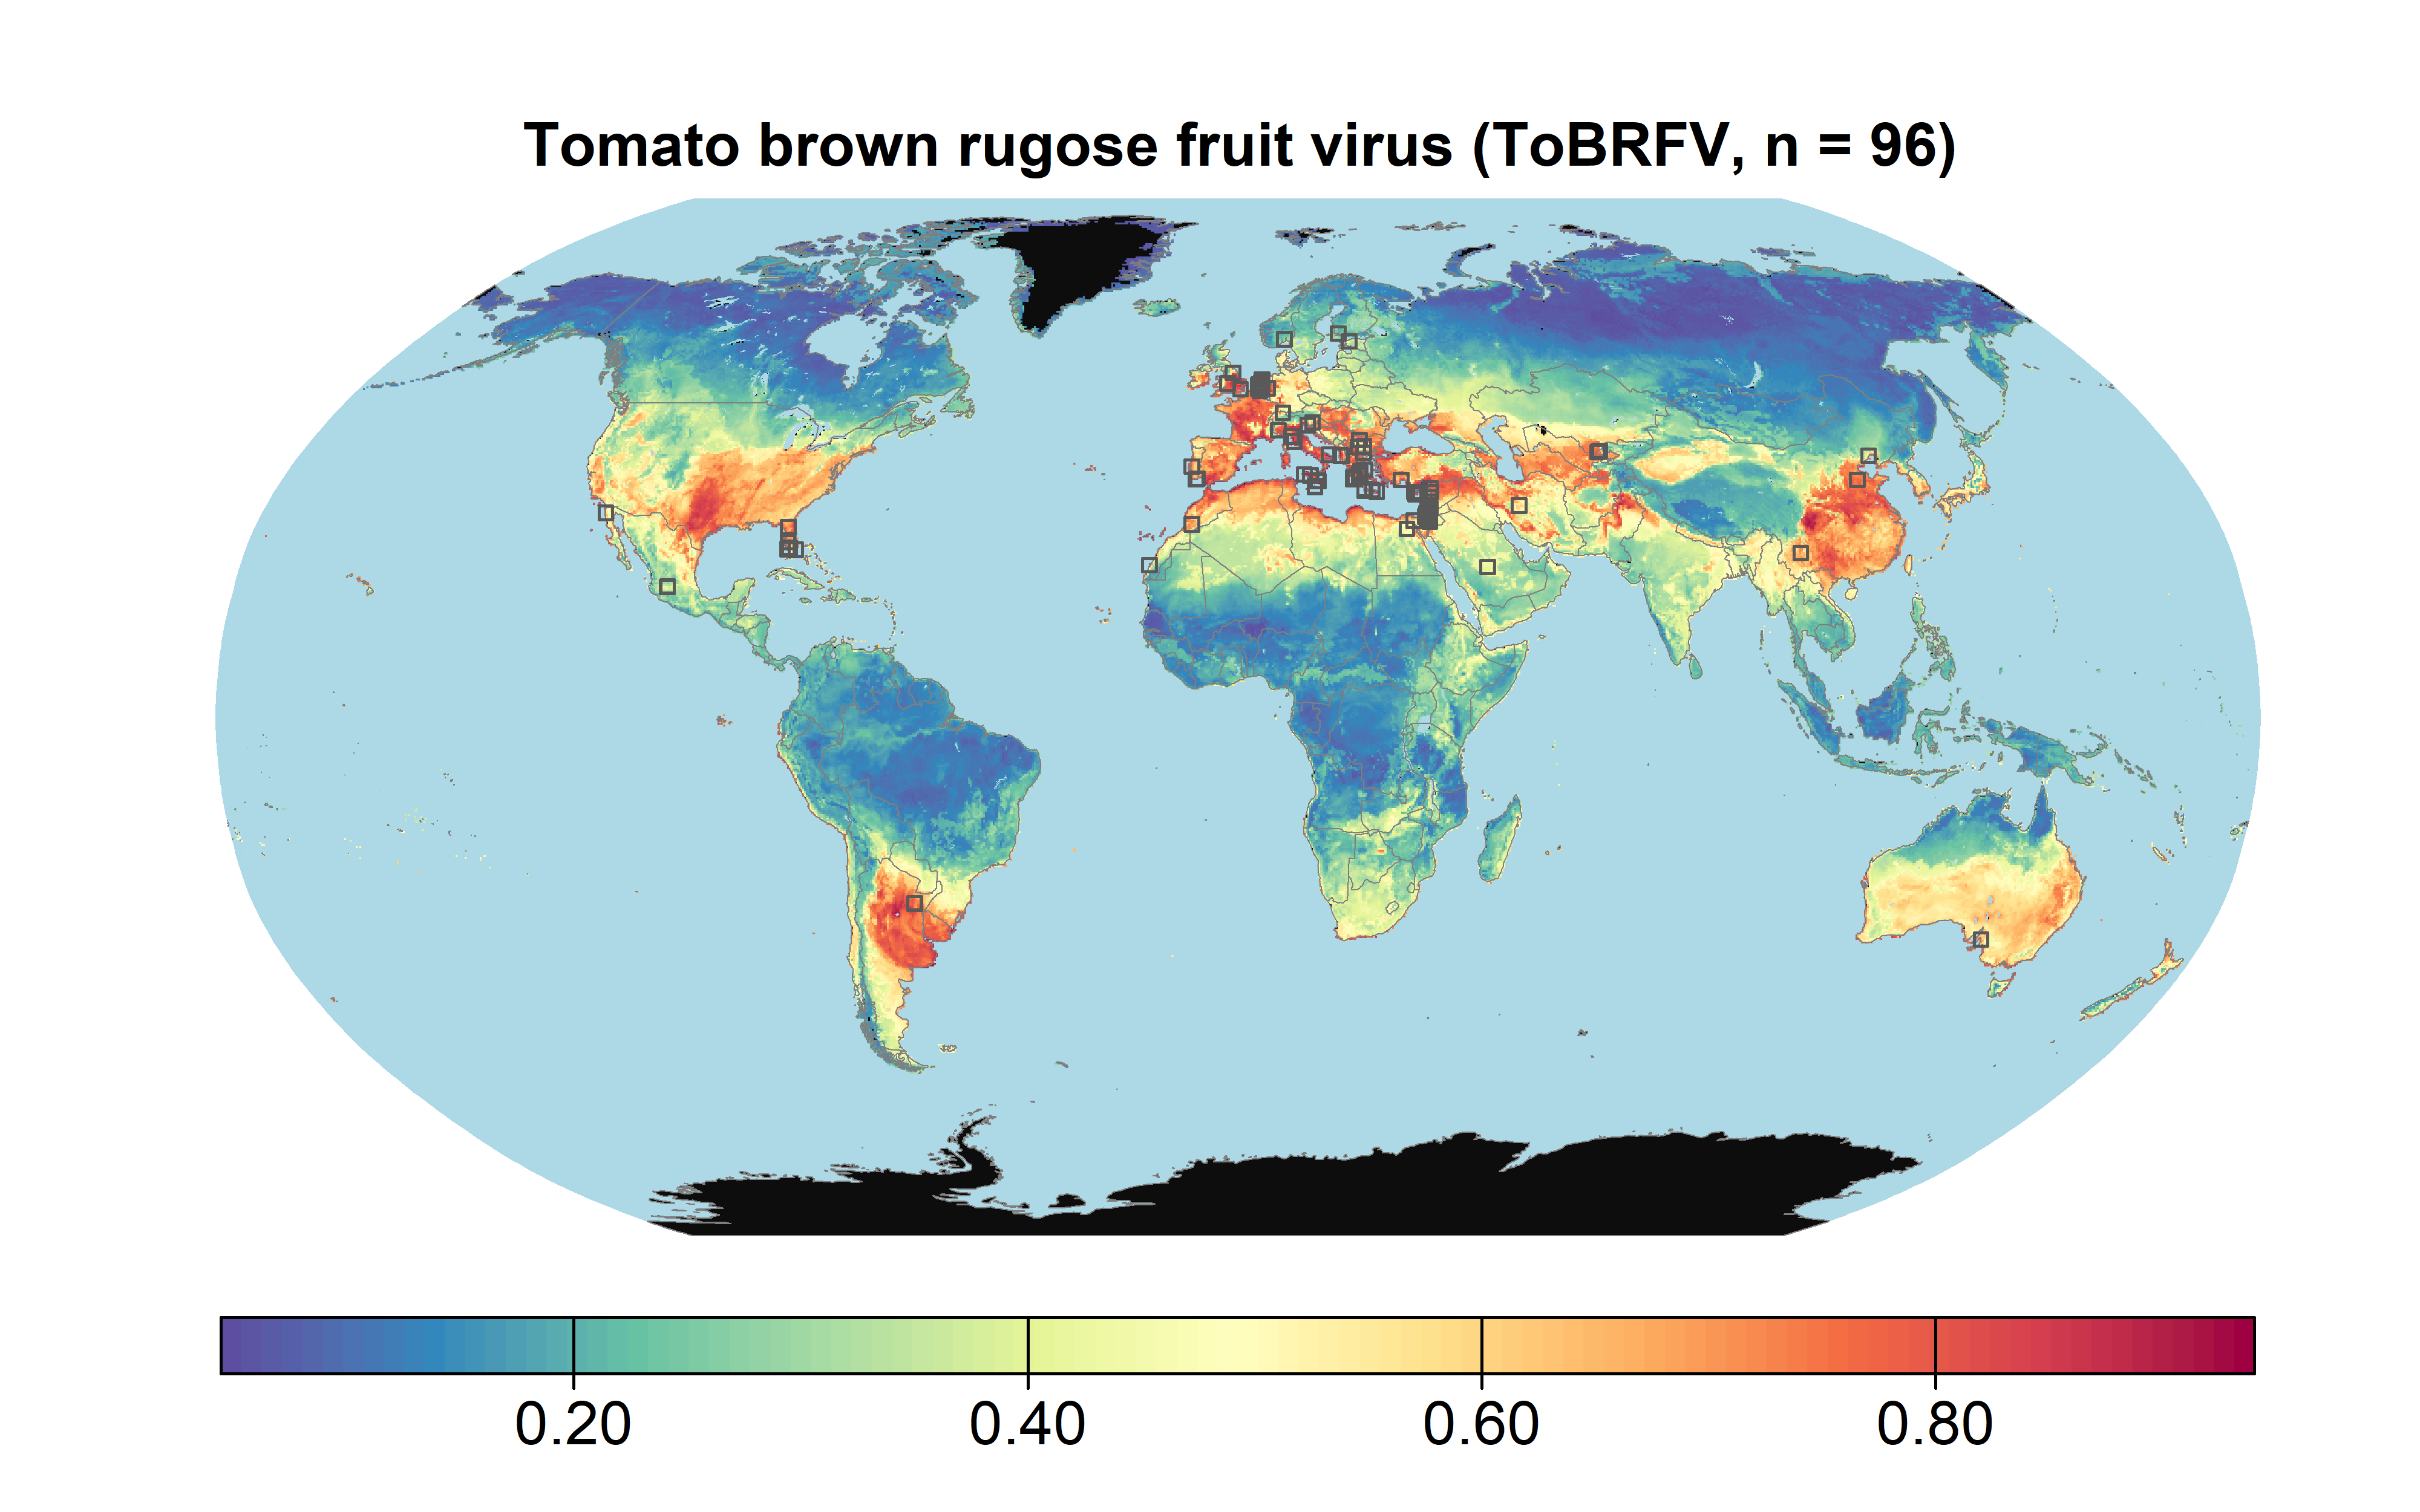 Tomato brown rugose fruit virus (ToBRFV, n = 96)
0.20 0.40 0.60 0.80